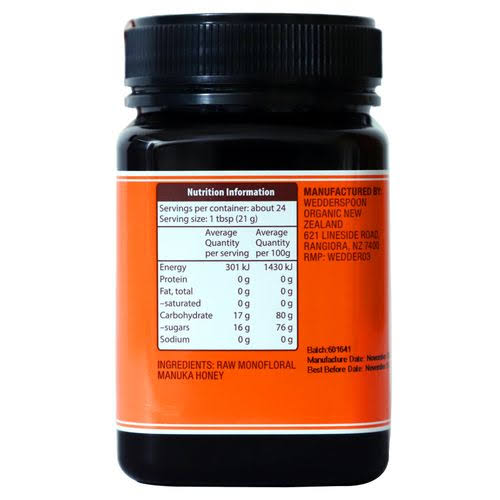 Nutrition Information
Servings per container: about 24
Serving size: 1 tbsp (21 g)
Average Quantity per serving Average Quantity per 100g
Energy 301 kJ 1430 kJ
Protein 0 g 0 g
Fat, total 0 g 0 g
–saturated 0 g 0 g
Carbohydrate 17 g 80 g
–sugars 16 g 76 g
Sodium 0 g 0 g
INGREDIENTS: RAW MONOFLORAL
MANUKA HONEY
MANUFACTURED BY:
WEDDERSPOON
ORGANIC NEW
ZEALAND
621 LINESIDE ROAD,
RANGIORA, NZ 7400
RMP: WEDDER03
Batch:601641
Manufacture Date: November
Best Before Date: November